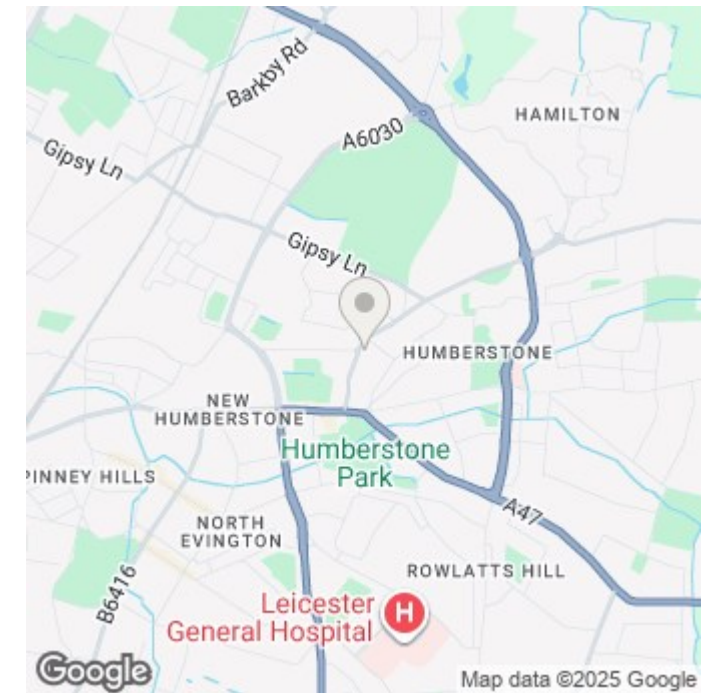 Barkby Rd
HAMILTON
A6030
Gipsy Ln
Gipsy Ln
HUMBERSTONE
NEW
HUMBERSTONE
Humberstone
Park
PINNEY HILLS
A47
NORTH
EVINGTON
ROWLATTS HILL
B6416
Leicester
General Hospital
H
Google
Map data ©2025 Google